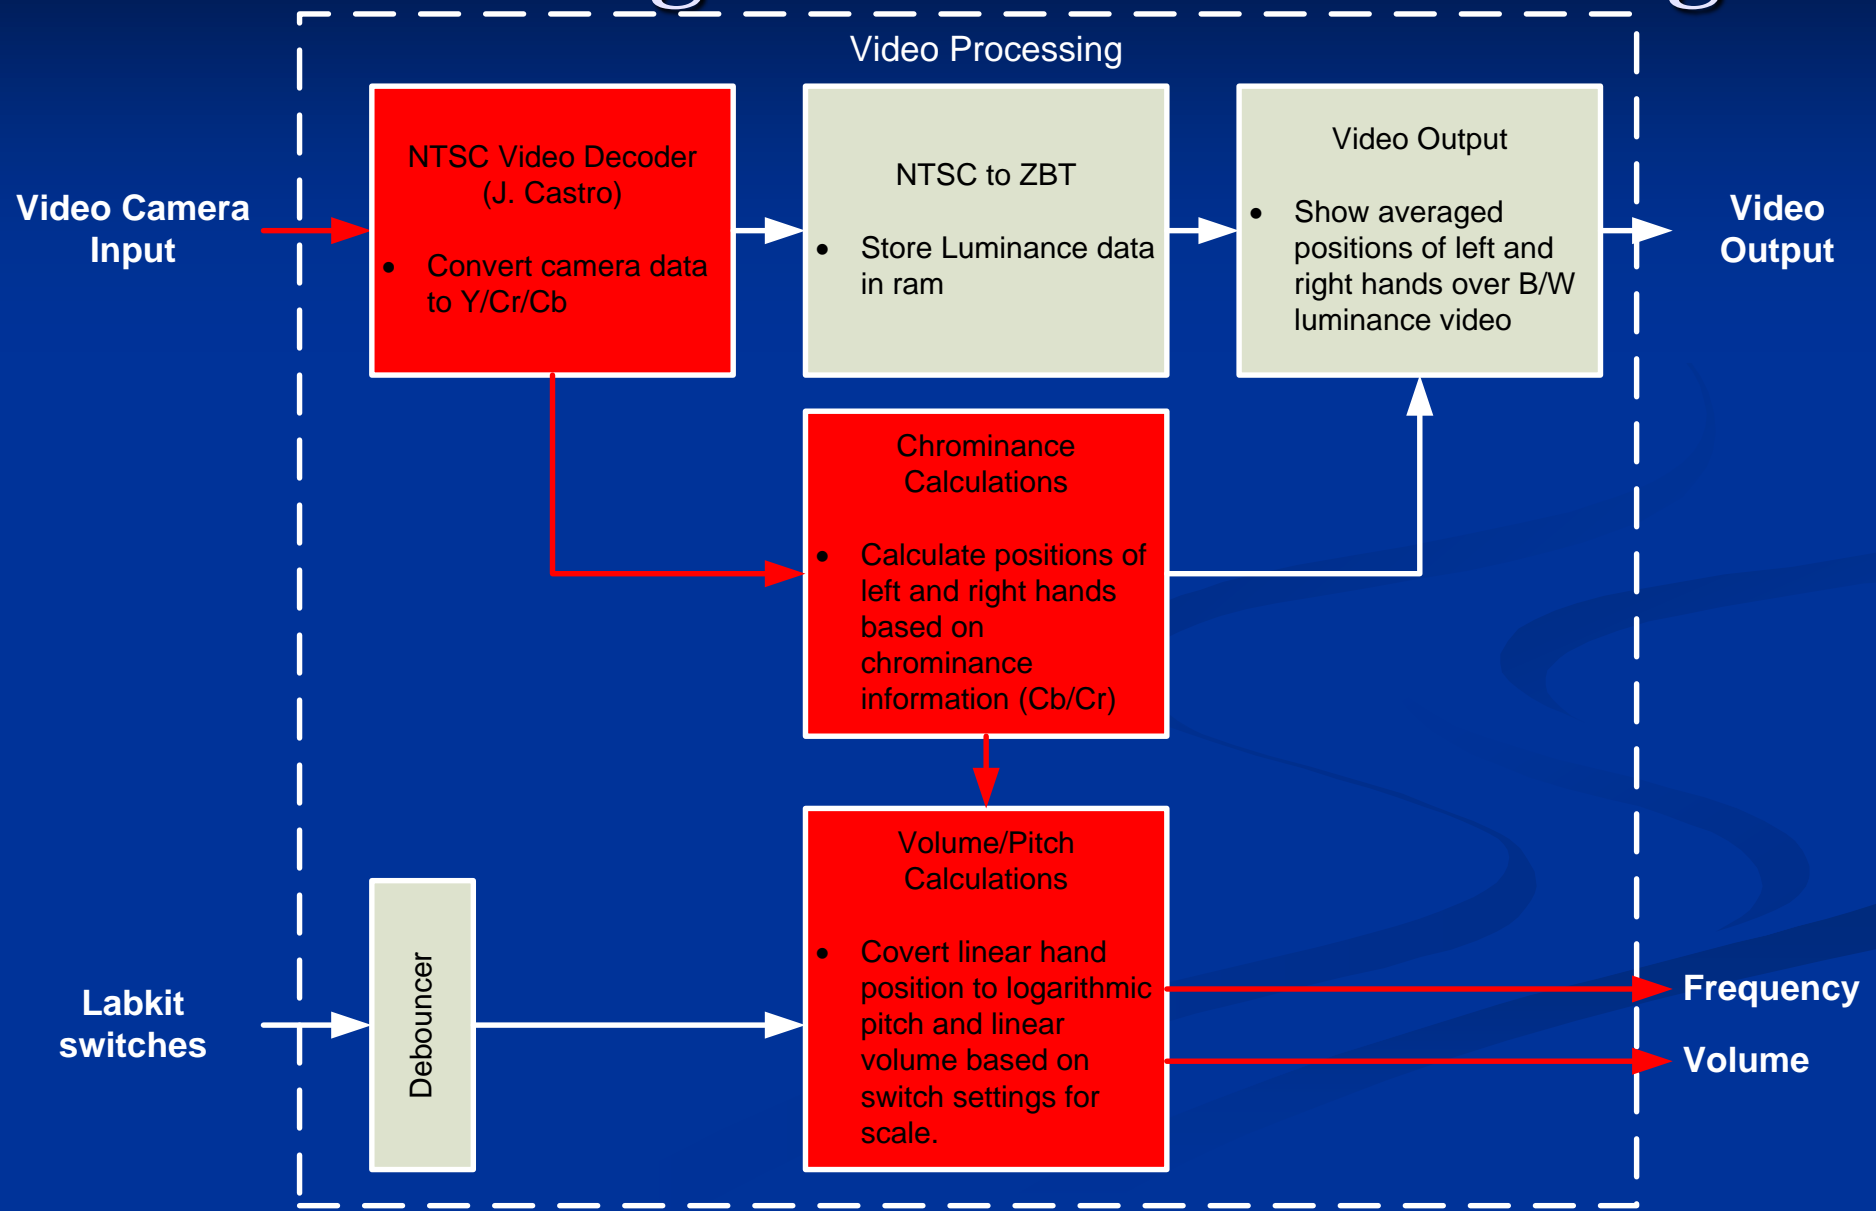 Video Processing
NTSC Video Decoder
(J. Castro)
• Convert camera data
to Y/Cr/Cb
NTSC to ZBT
• Store Luminance data
in ram
Video Output
• Show averaged
positions of left and
right hands over B/W
luminance video
Video Camera
Input
Video
Output
Chrominance
Calculations
• Calculate positions of
left and right hands
based on
chrominance
information (Cb/Cr)
Volume/Pitch
Calculations
• Covert linear hand
position to logarithmic
pitch and linear
volume based on
switch settings for
scale.
Labkit
switches
Debouncer
Frequency
Volume